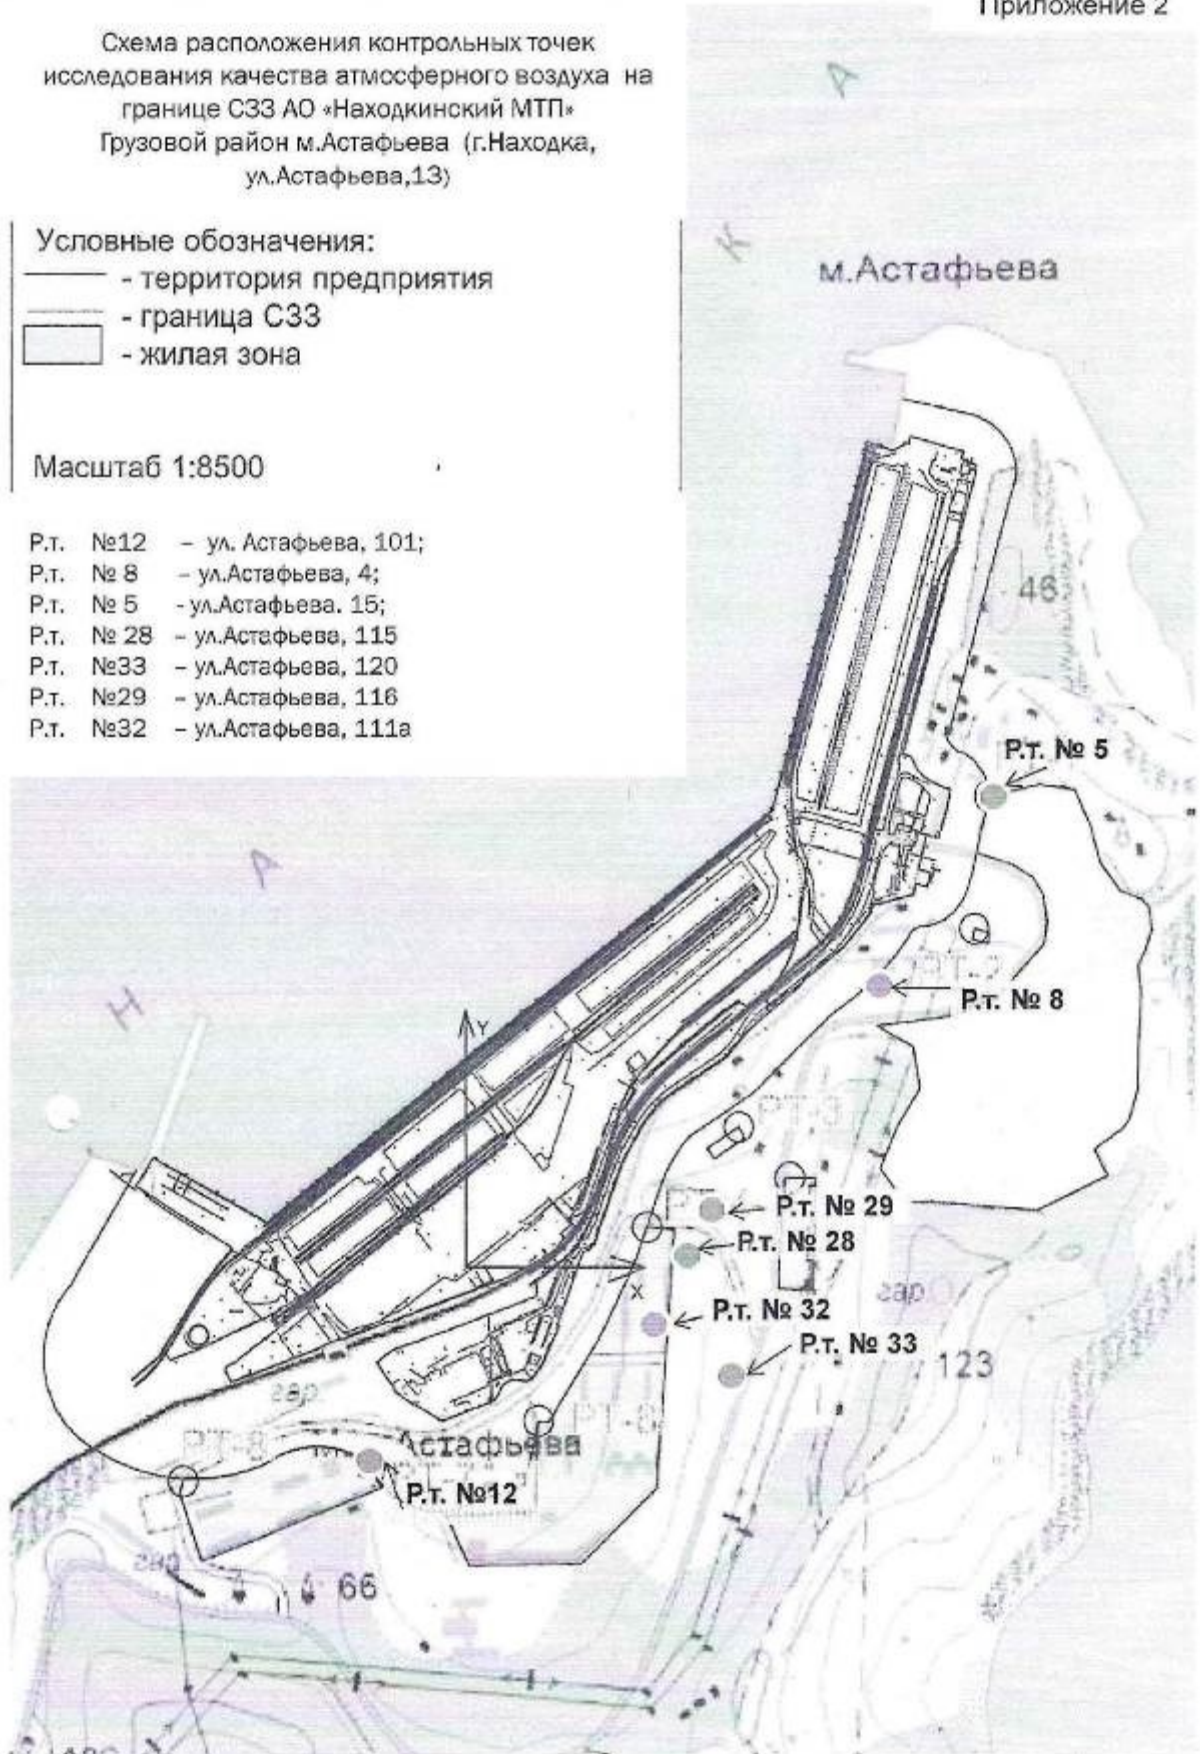 Приложение 2
Схема расположения контрольных точек
исследования качества атмосферного воздуха на
границе СЗЗ АО «Находкинский МТП»
Грузовой район м.Астафьева (г.Находка,
ул.Астафьева,13)
Условные обозначения:
- территория предприятия
- граница СЗЗ
- жилая зона
Масштаб 1:8500
Р.т. №12 – ул. Астафьева, 101;
Р.т. № 8 – ул.Астафьева, 4;
Р.т. № 5 - ул.Астафьева. 15;
Р.т. № 28 – ул.Астафьева, 115
Р.т. №33 – ул.Астафьева, 120
Р.т. №29 – ул.Астафьева, 116
Р.т. №32 – ул.Астафьева, 111а
А
К
м.Астафьева
46
Р.т. № 5
А
Н
Р.т. № 8
Y
РТ-9
Р.т. № 29
Р.т. № 28
X
Р.т. № 32
Р.т. № 33
123
РТ-8
Астафьева
Р.т. №12
66